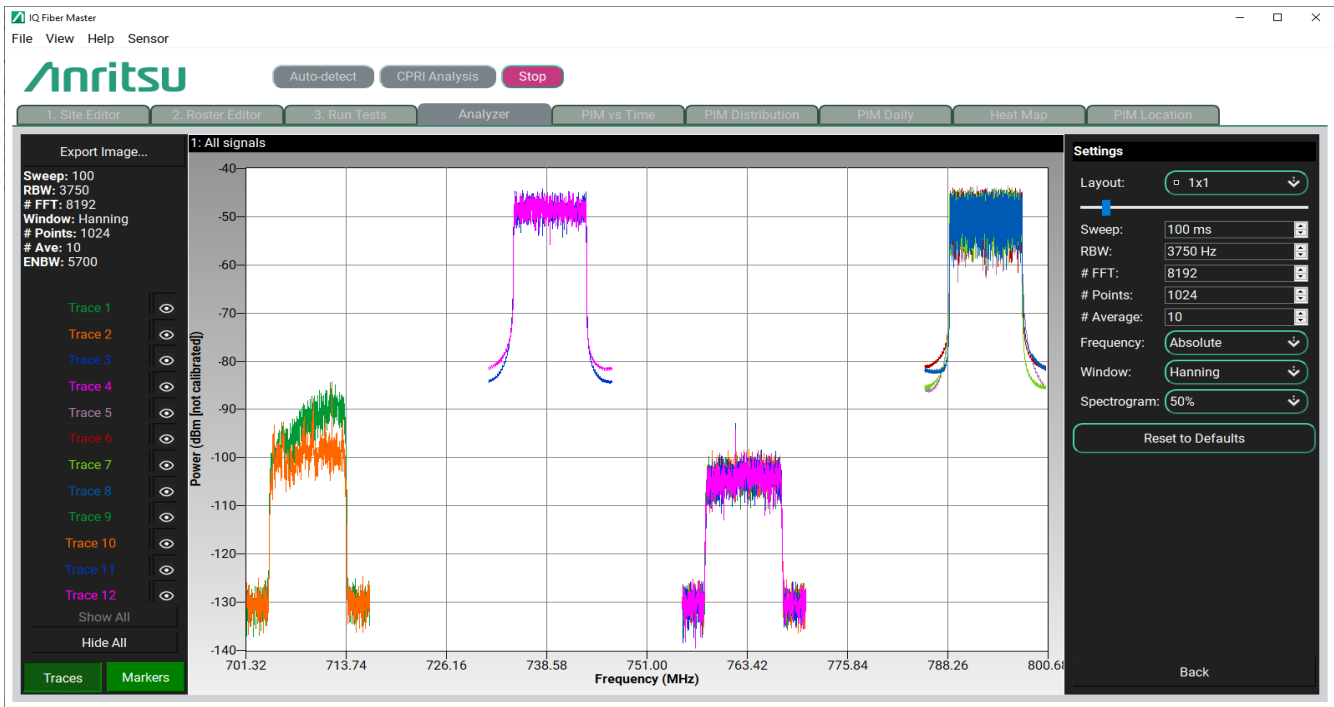 IQ Fiber Master
File View Help Sensor
Anritsu
Auto-detect CPRI Analysis Stop
1. Site Editor 2. Roster Editor 3. Run Tests Analyzer PIM vs Time PIM Distribution PIM Daily Heat Map PIM Location
Export Image...
Sweep: 100
RBW: 3750
# FFT: 8192
Window: Hanning
# Points: 1024
# Ave: 10
ENBW: 5700
Trace 1
Trace 2
Trace 3
Trace 4
Trace 5
Trace 6
Trace 7
Trace 8
Trace 9
Trace 10
Trace 11
Trace 12
Show All
Hide All
Traces Markers
1: All signals
Power (dBm [not calibrated])
-40
-50
-60
-70
-80
-90
-100
-110
-120
-130
-140
701.32 713.74 726.16 738.58 751.00 763.42 775.84 788.26 800.68
Frequency (MHz)
Settings
Layout: 1x1
Sweep: 100 ms
RBW: 3750 Hz
# FFT: 8192
# Points: 1024
# Average: 10
Frequency: Absolute
Window: Hanning
Spectrogram: 50%
Reset to Defaults
Back